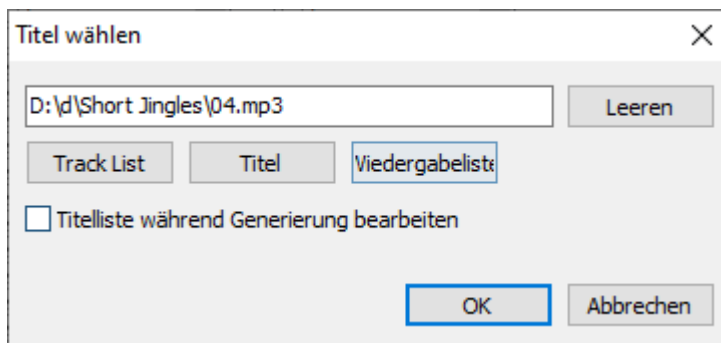 Titel wählen
D:\d\Short Jingles\04.mp3
Leeren
Track List
Titel
Viedergabeliste
Titelliste während Generierung bearbeiten
OK
Abbrechen